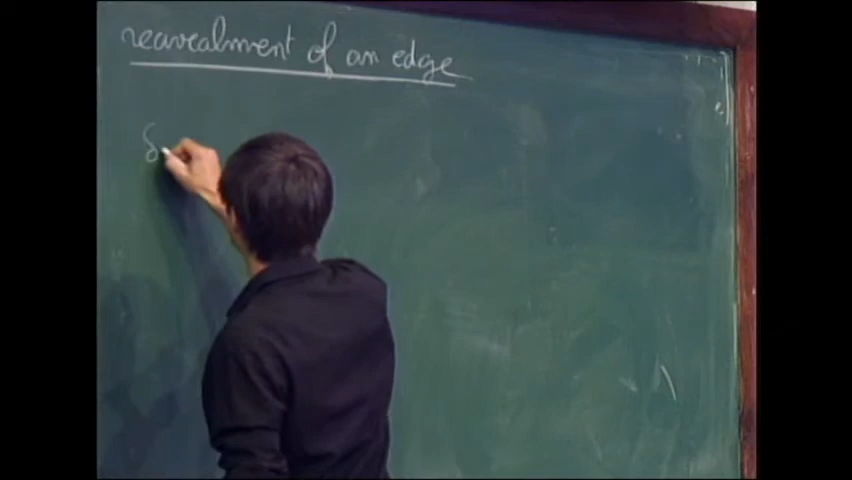 reavealment of an edge
δ